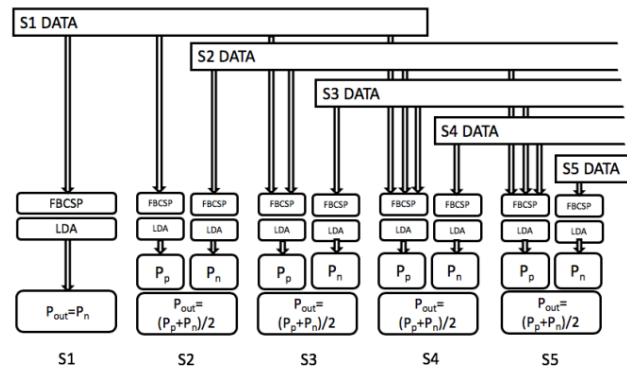 S1 DATA
S2 DATA
S3 DATA
S4 DATA
S5 DATA
FBCSP FBCSP FBCSP FBCSP FBCSP FBCSP FBCSP FBCSP FBCSP
LDA LDA LDA LDA LDA LDA LDA LDA LDA
Pp Pn Pp Pn Pp Pn Pp Pn
Pout=Pn Pout= Pout= Pout= Pout=
(Pp+Pn)/2 (Pp+Pn)/2 (Pp+Pn)/2 (Pp+Pn)/2
S1 S2 S3 S4 S5